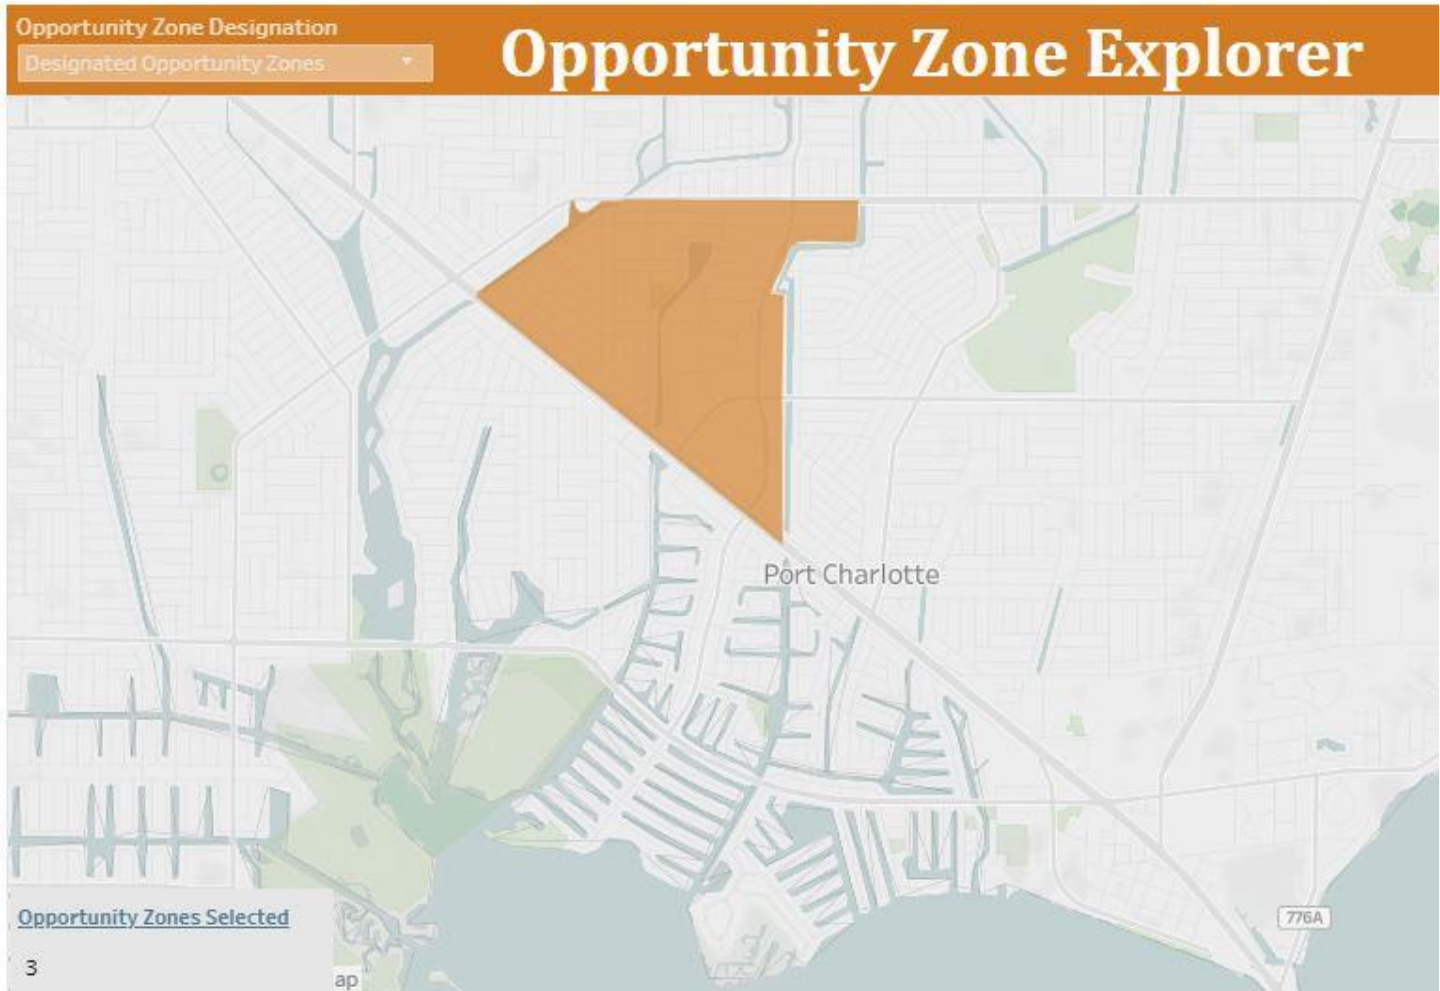 Opportunity Zone Designation
Designated Opportunity Zones
Opportunity Zone Explorer
Port Charlotte
776A
Opportunity Zones Selected
3
ap